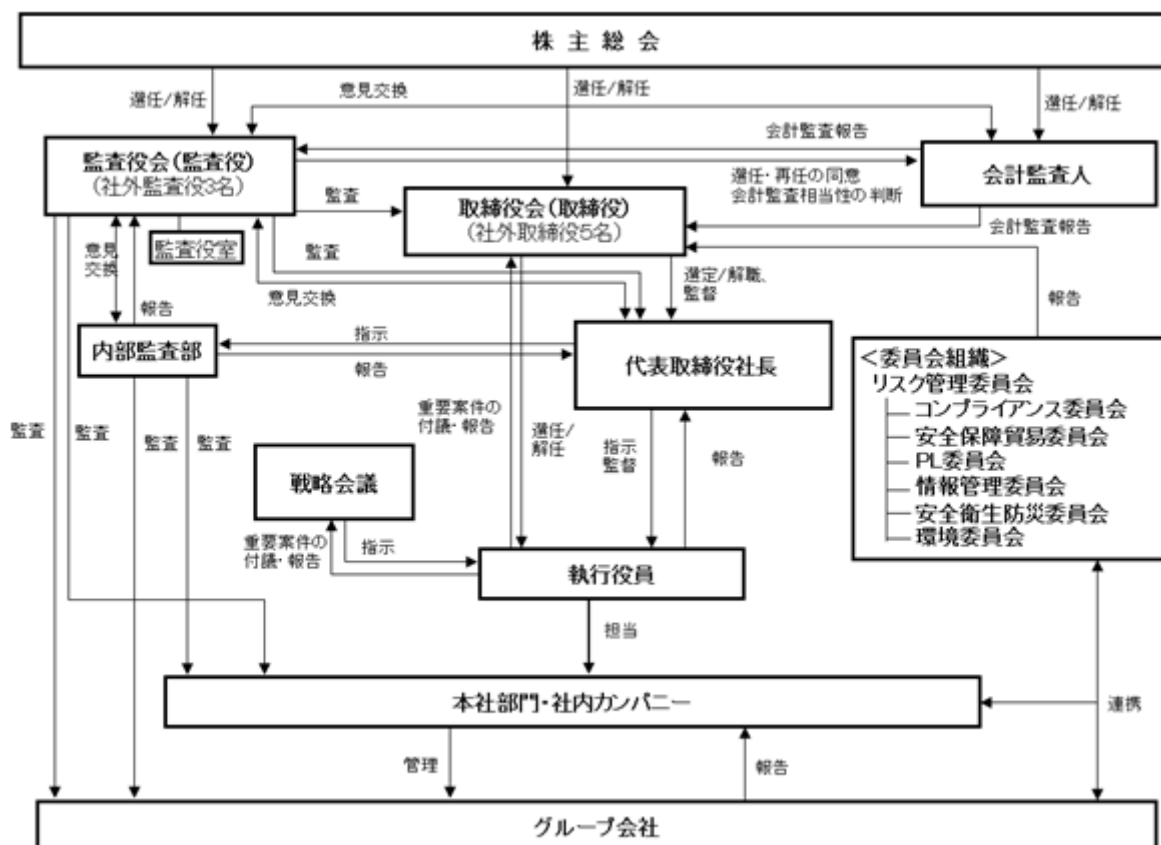 株主総会
選任/解任
意見交換
選任/解任
選任/解任
会計監査報告
監査役会(監査役)
(社外監査役3名)
会計監査人
選任・再任の同意
会計監査相当性の判断
監査
取締役会(取締役)
(社外取締役5名)
会計監査報告
監査役室
意見
交換
監査
選定/解職、
監督
意見交換
報告
報告
内部監査部
指示
報告
代表取締役社長
<委員会組織>
リスク管理委員会
コンプライアンス委員会
安全保障貿易委員会
PL委員会
情報管理委員会
安全衛生防災委員会
環境委員会
監査
監査
監査
監査
重要案件の
付議・報告
選任/
解任
指示
監督
報告
戦略会議
重要案件の
付議・報告
指示
執行役員
担当
本社部門・社内カンパニー
連携
管理
報告
グループ会社